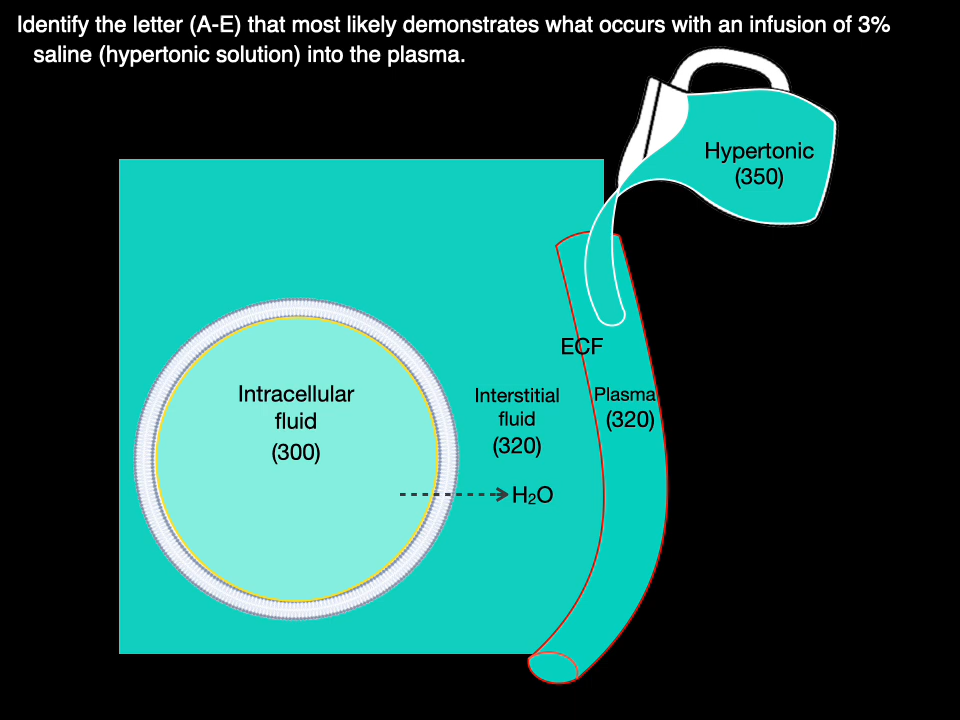 Identify the letter (A-E) that most likely demonstrates what occurs with an infusion of 3%
saline (hypertonic solution) into the plasma.
Hypertonic
(350)
ECF
Intracellular
fluid
(300)
Interstitial
fluid
(320)
Plasma
(320)
H₂O